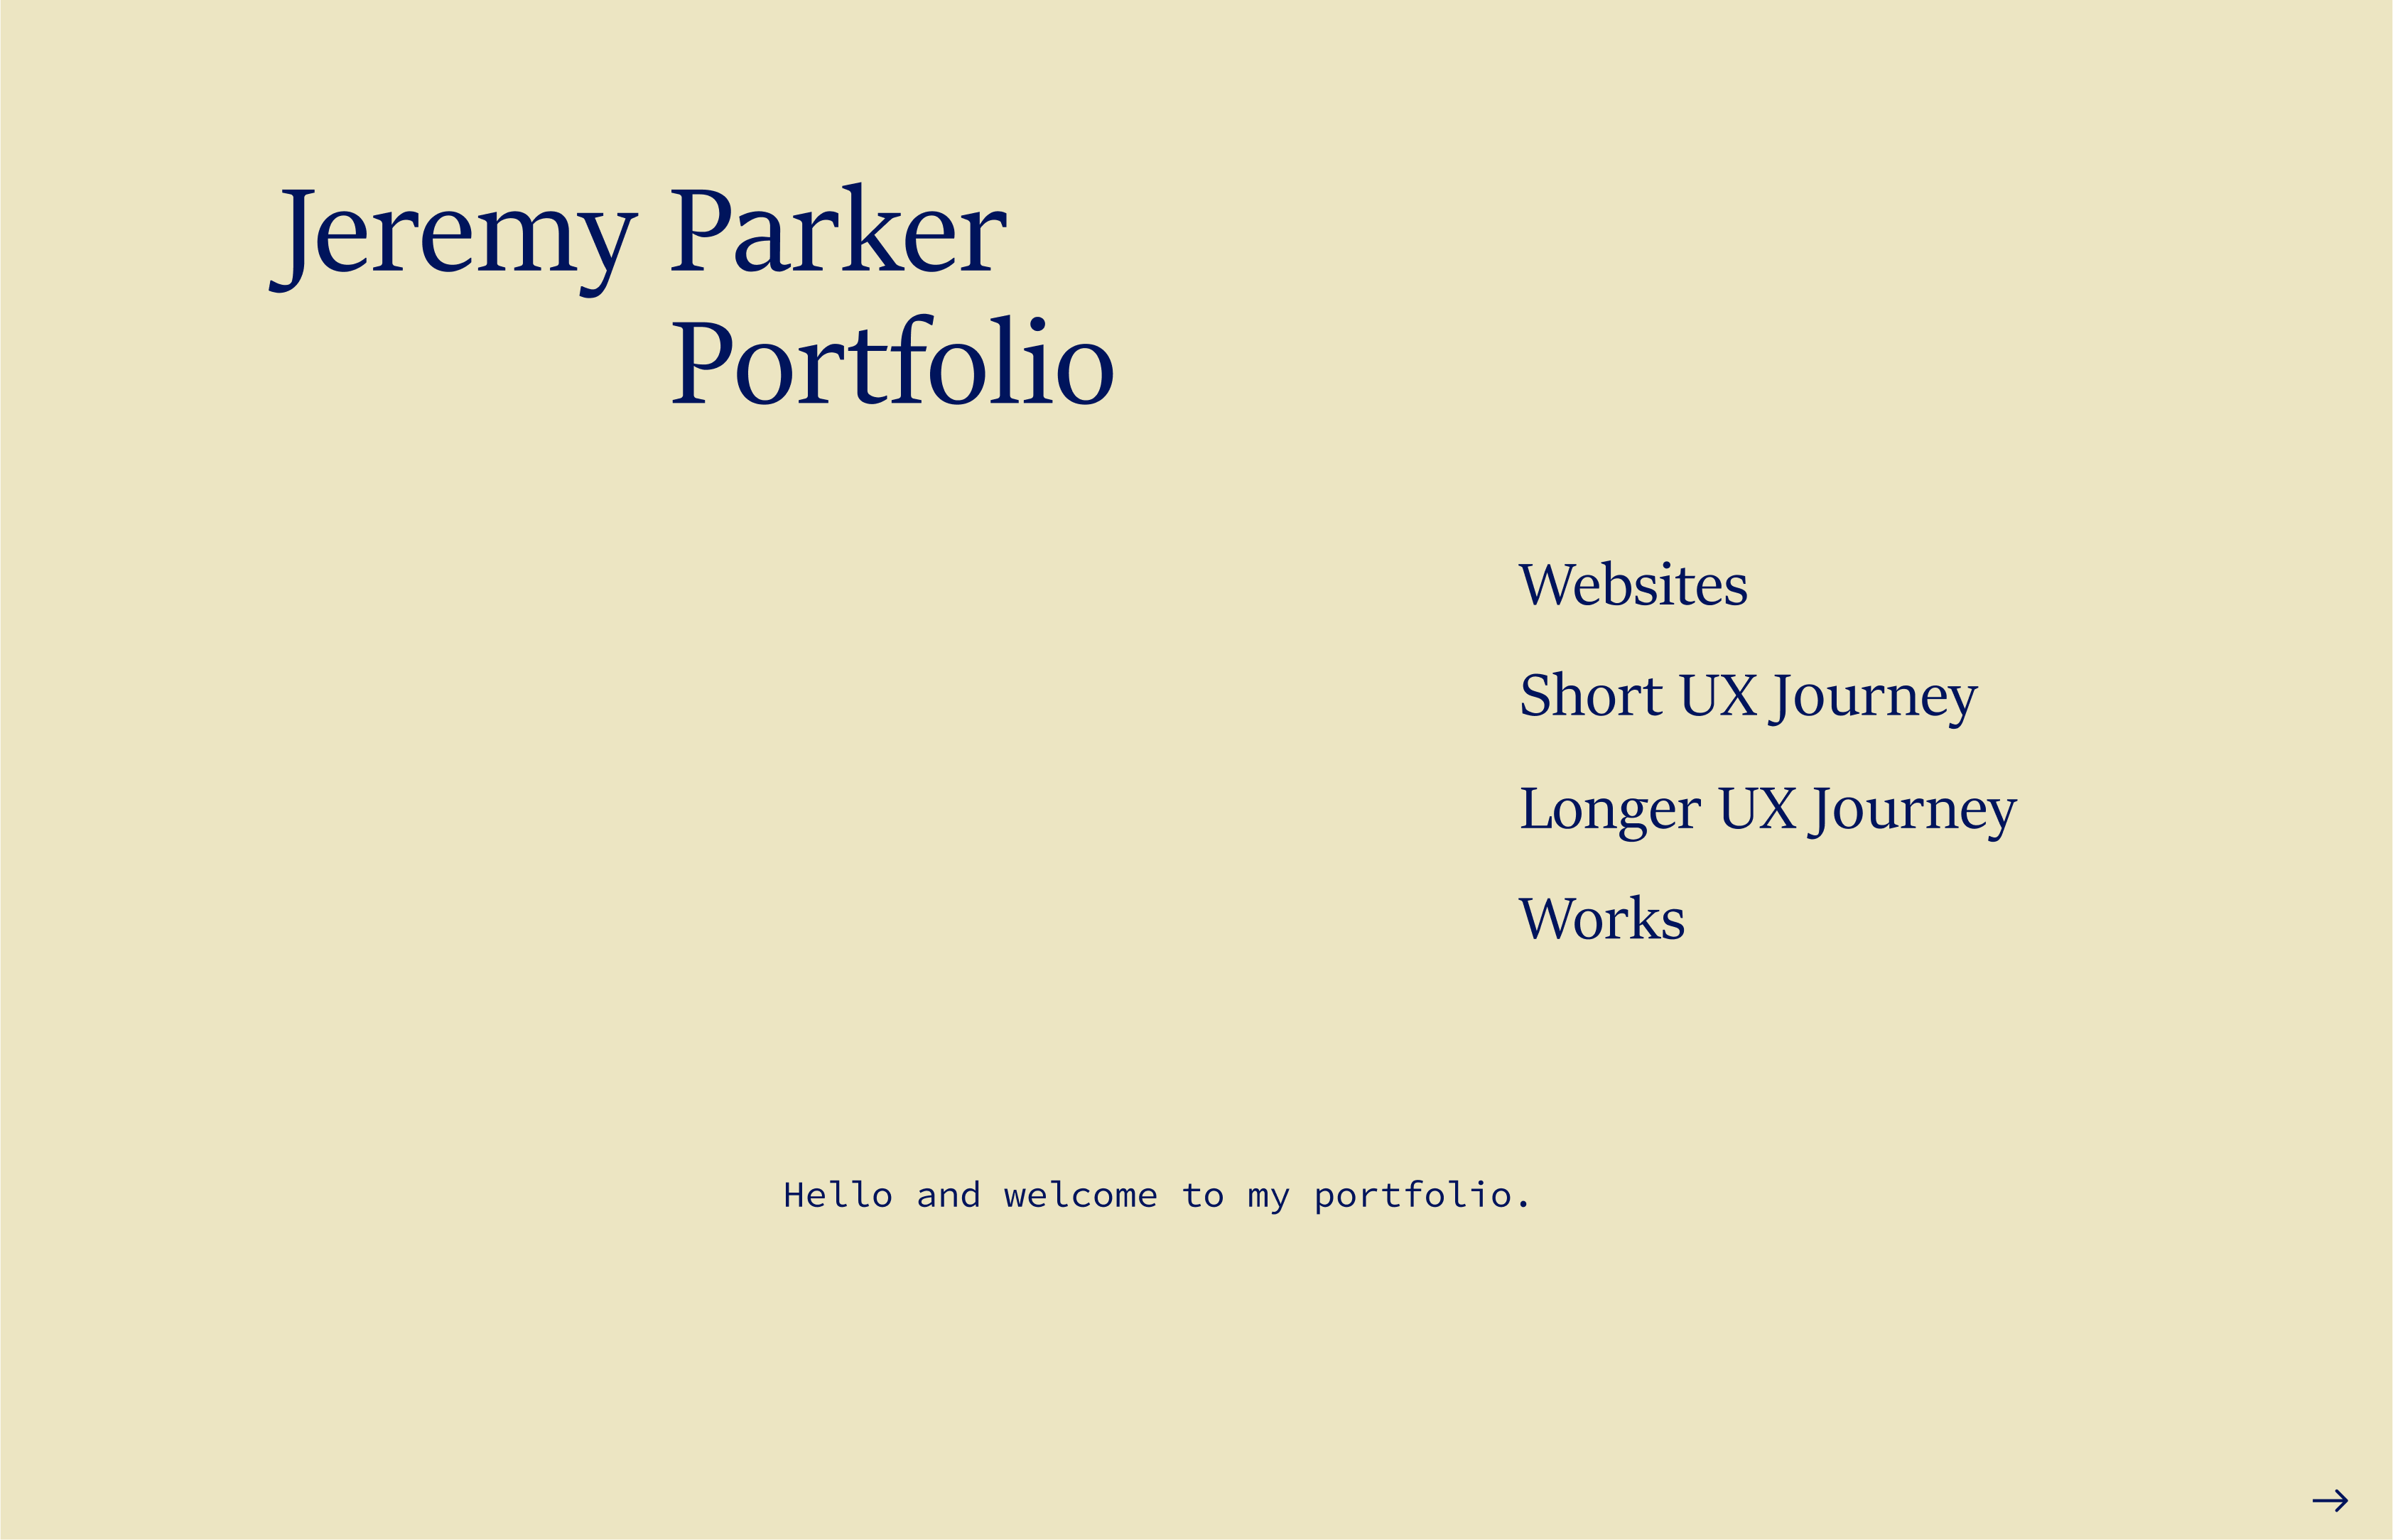 Jeremy Parker
Portfolio
Websites
Short UX Journey
Longer UX Journey
Works
Hello and welcome to my portfolio.